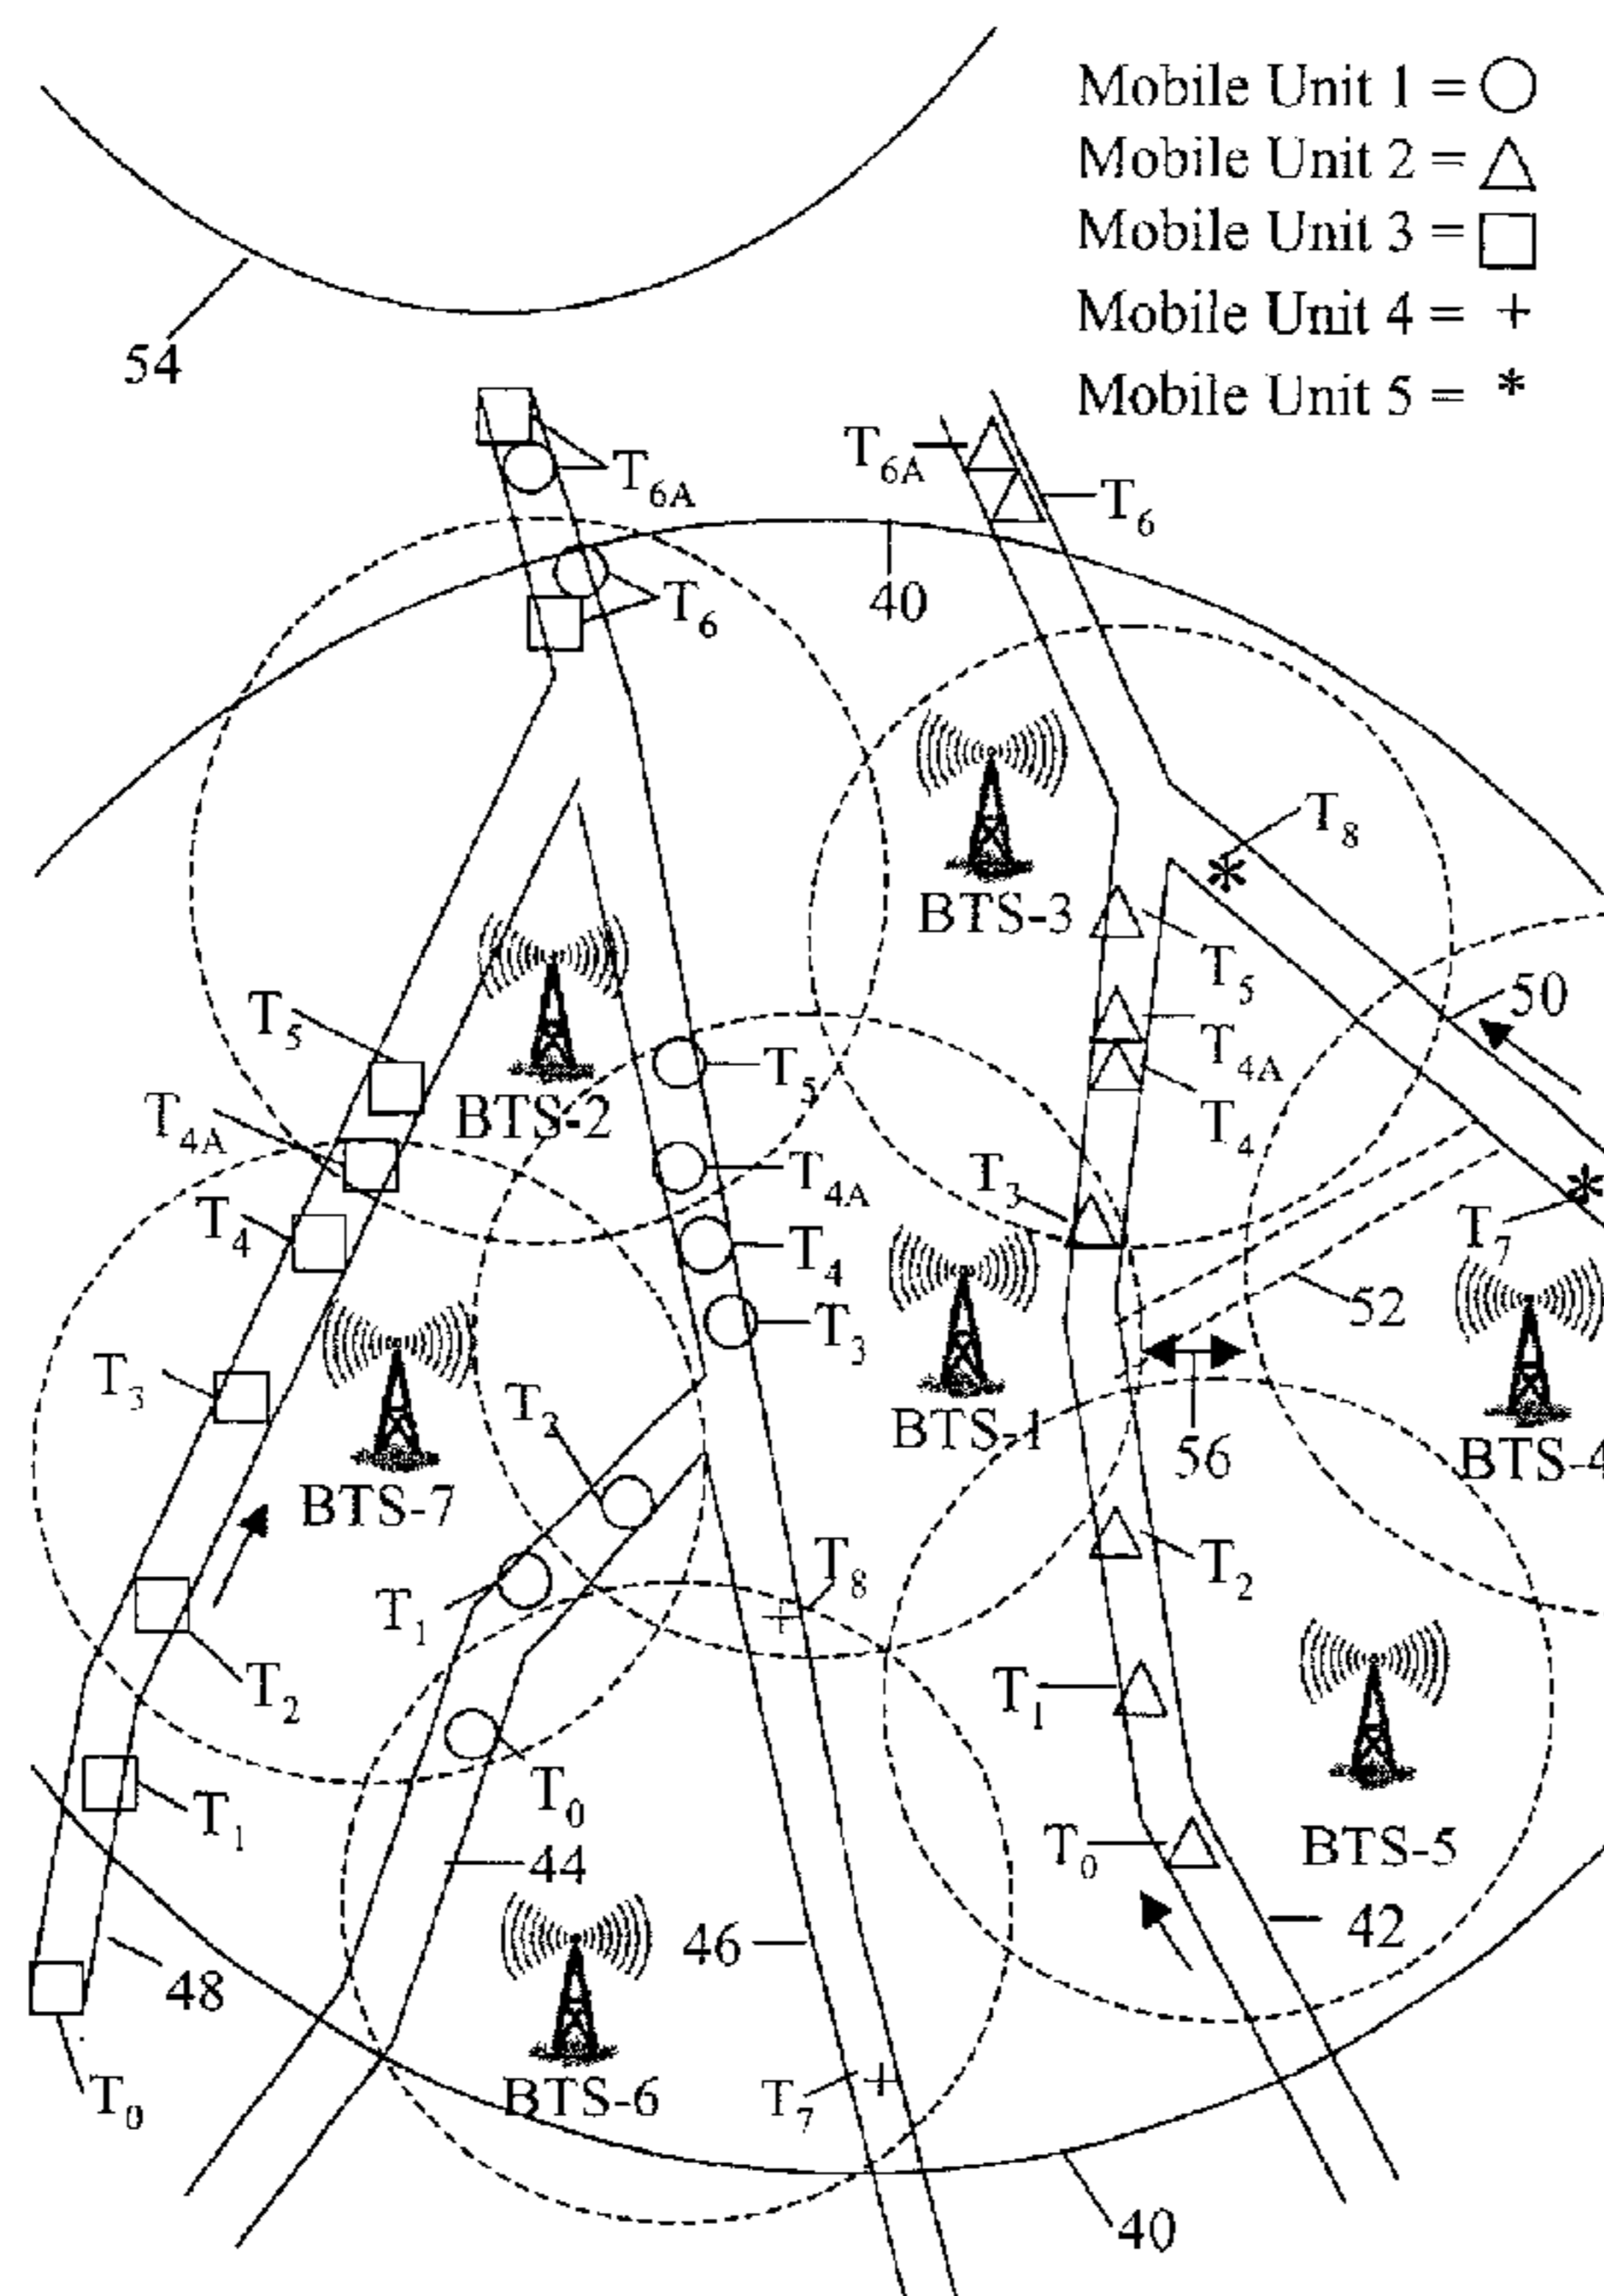 Mobile Unit 1 =
Mobile Unit 2 =
Mobile Unit 3 =
Mobile Unit 4 = +
Mobile Unit 5 = *
54
T6A
T6A
T6
40
T6
T8
BTS-3
T5
50
T5
T5
T4A
BTS-2
T4A
T4
T3
T4A
T4
T7
T4
52
T3
T3
BTS-1
56
BTS-4
T2
BTS-7
T8
T2
T1
T1
T2
T0
T1
T0
BTS-5
44
46
42
48
T0
BTS-6
T7
40